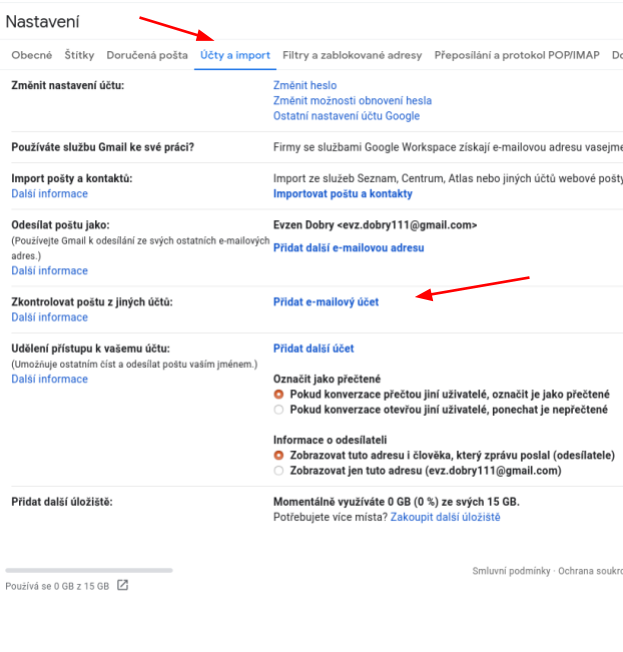 Nastavení
Obecné Štítky Doručená pošta Účty a import Filtry a zablokované adresy Přeposílání a protokol POP/IMAP Do
Změnit nastavení účtu: Změnit heslo
Změnit možnosti obnovení hesla
Ostatní nastavení účtu Google
Používáte službu Gmail ke své práci? Firmy se službami Google Workspace získají e-mailovou adresu vasejme
Import pošty a kontaktů: Import ze služeb Seznam, Centrum, Atlas nebo jiných účtů webové pošty
Další informace Importovat poštu a kontakty
Odesílat poštu jako: Evzen Dobry <evz.dobry111@gmail.com>
(Používejte Gmail k odesílání ze svých ostatních e-mailových
adres.) Přidat další e-mailovou adresu
Další informace
Zkontrolovat poštu z jiných účtů: Přidat e-mailový účet
Další informace
Udělení přístupu k vašemu účtu: Přidat další účet
(Umožňuje ostatním číst a odesílat poštu vaším jménem.)
Další informace Označit jako přečtené
Pokud konverzace přečtou jiní uživatelé, označit je jako přečtené
Pokud konverzace otevřou jiní uživatelé, ponechat je nepřečtené
Informace o odesílateli
Zobrazovat tuto adresu i člověka, který zprávu poslal (odesílatele)
Zobrazovat jen tuto adresu (evz.dobry111@gmail.com)
Přidat další úložiště: Momentálně využíváte 0 GB (0 %) ze svých 15 GB.
Potřebujete více místa? Zakoupit další úložiště
Smluvní podmínky · Ochrana soukro
Používá se 0 GB z 15 GB